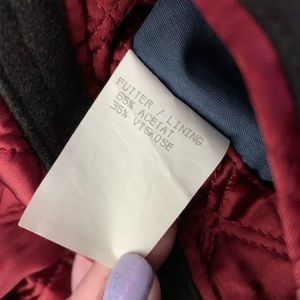 FUTTER / LINING
65% ACETAT
35% VISKOSE